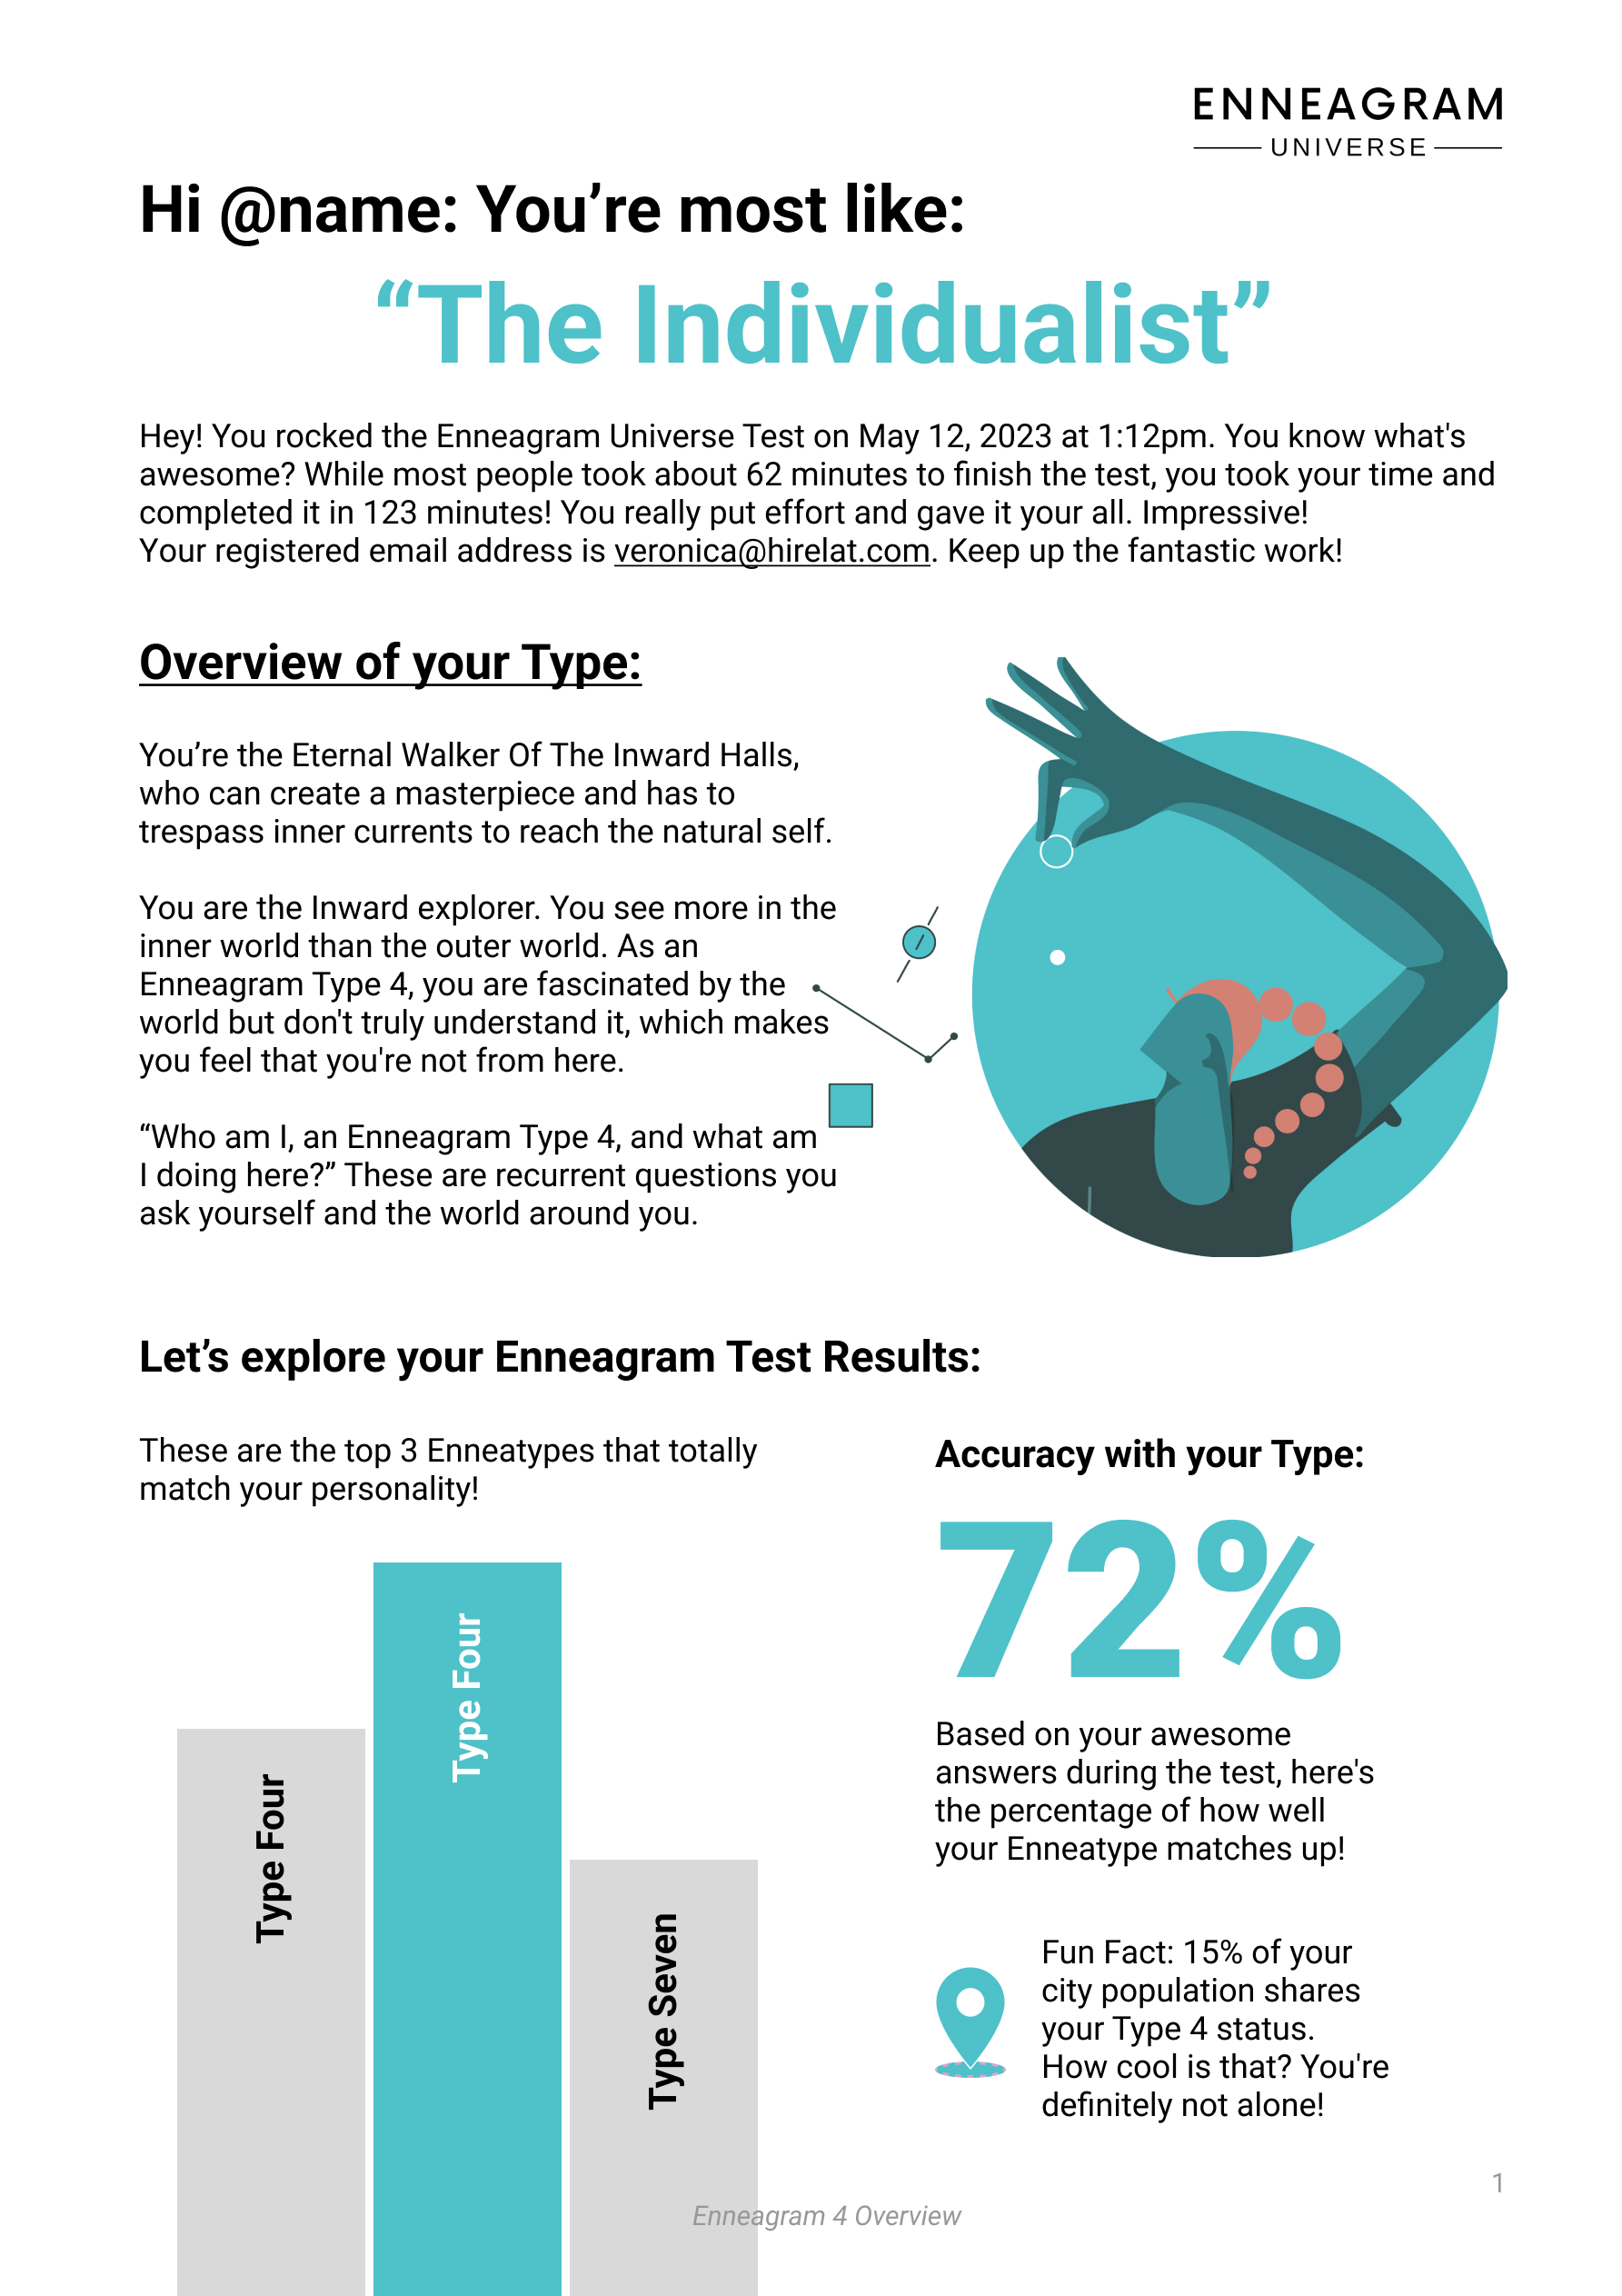 ENNEAGRAM
UNIVERSE
Hi @name: You’re most like:
“The Individualist”
Hey! You rocked the Enneagram Universe Test on May 12, 2023 at 1:12pm. You know what's
awesome? While most people took about 62 minutes to finish the test, you took your time and
completed it in 123 minutes! You really put effort and gave it your all. Impressive!
Your registered email address is veronica@hirelat.com. Keep up the fantastic work!
Overview of your Type:
You’re the Eternal Walker Of The Inward Halls,
who can create a masterpiece and has to
trespass inner currents to reach the natural self.
You are the Inward explorer. You see more in the
inner world than the outer world. As an
Enneagram Type 4, you are fascinated by the
world but don't truly understand it, which makes
you feel that you're not from here.
“Who am I, an Enneagram Type 4, and what am
I doing here?” These are recurrent questions you
ask yourself and the world around you.
Let’s explore your Enneagram Test Results:
These are the top 3 Enneatypes that totally
match your personality!
Type Four
Type Four
Type Seven
Accuracy with your Type:
72%
Based on your awesome
answers during the test, here's
the percentage of how well
your Enneatype matches up!
Fun Fact: 15% of your
city population shares
your Type 4 status.
How cool is that? You're
definitely not alone!
1
Enneagram 4 Overview